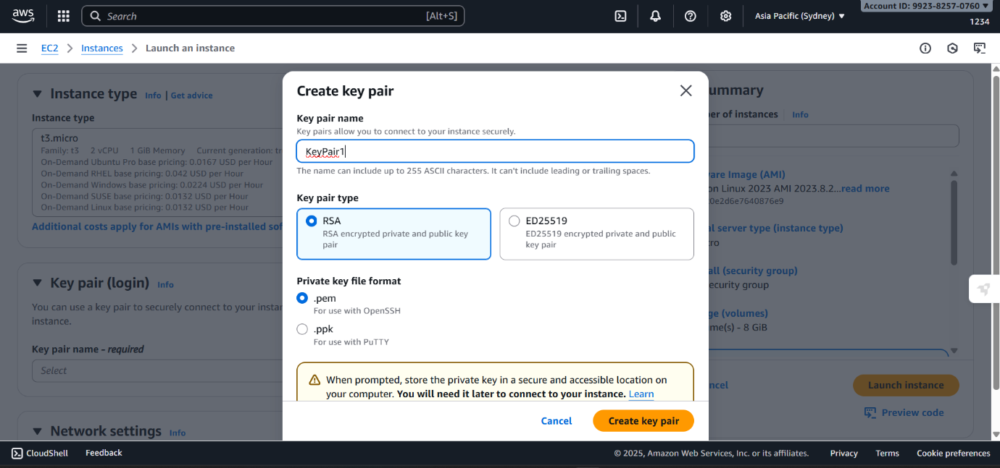 aws
Search
[Alt+S]
Asia Pacific (Sydney)
Account ID: 9923-8257-0760
1234
EC2
Instances
Launch an instance
Instance type
Info | Get advice
Instance type
t3.micro
Family: t3 2 vCPU 1 GiB Memory Current generation:
On-Demand Ubuntu Pro base pricing: 0.0167 USD per Hour
On-Demand RHEL base pricing: 0.042 USD per Hour
On-Demand Windows base pricing: 0.0224 USD per Hour
On-Demand SUSE base pricing: 0.0132 USD per Hour
On-Demand Linux base pricing: 0.0132 USD per Hour
Additional costs apply for AMIs with pre-installed
Key pair (login)
Info
You can use a key pair to securely connect to your
instance.
Key pair name - required
Select
Network settings
Info
Create key pair
Key pair name
Key pairs allow you to connect to your instance securely.
KeyPair1
The name can include up to 255 ASCII characters. It can't include leading or trailing spaces.
Key pair type
RSA
RSA encrypted private and public key
pair
ED25519
ED25519 encrypted private and public
key pair
Private key file format
.pem
For use with OpenSSH
.ppk
For use with PuTTY
When prompted, store the private key in a secure and accessible location on
your computer. You will need it later to connect to your instance. Learn
Cancel
Create key pair
ummary
er of instances
Info
are Image (AMI)
on Linux 2023 AMI 2023.8.2...read more
0e2d6e7640876e9
al server type (instance type)
ro
all (security group)
ecurity group
ge (volumes)
me(s) - 8 GiB
ncel
Launch instance
Preview code
CloudShell
Feedback
© 2025, Amazon Web Services, Inc. or its affiliates.
Privacy
Terms
Cookie preferences